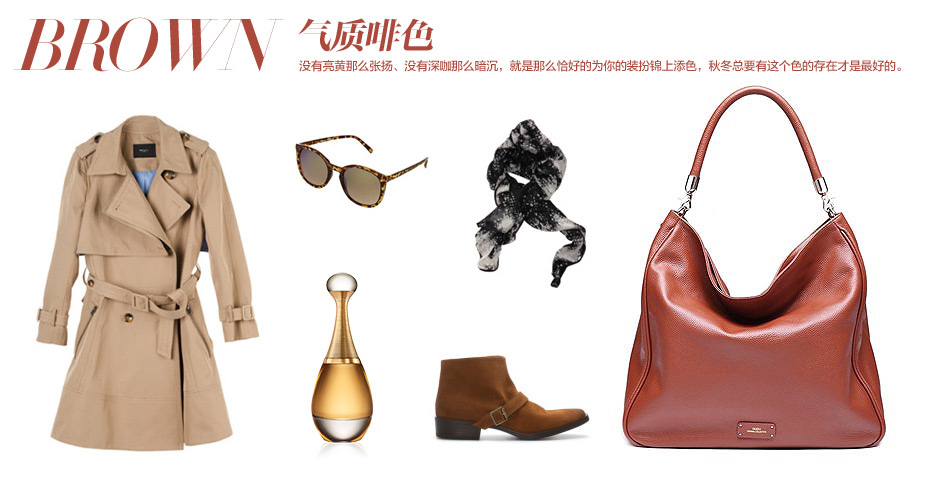 BROWN
气质啡色
没有亮黄那么张扬、没有深咖那么暗沉，就是那么恰好的为你的装扮锦上添色，秋冬总要有这个色的存在才是最好的。